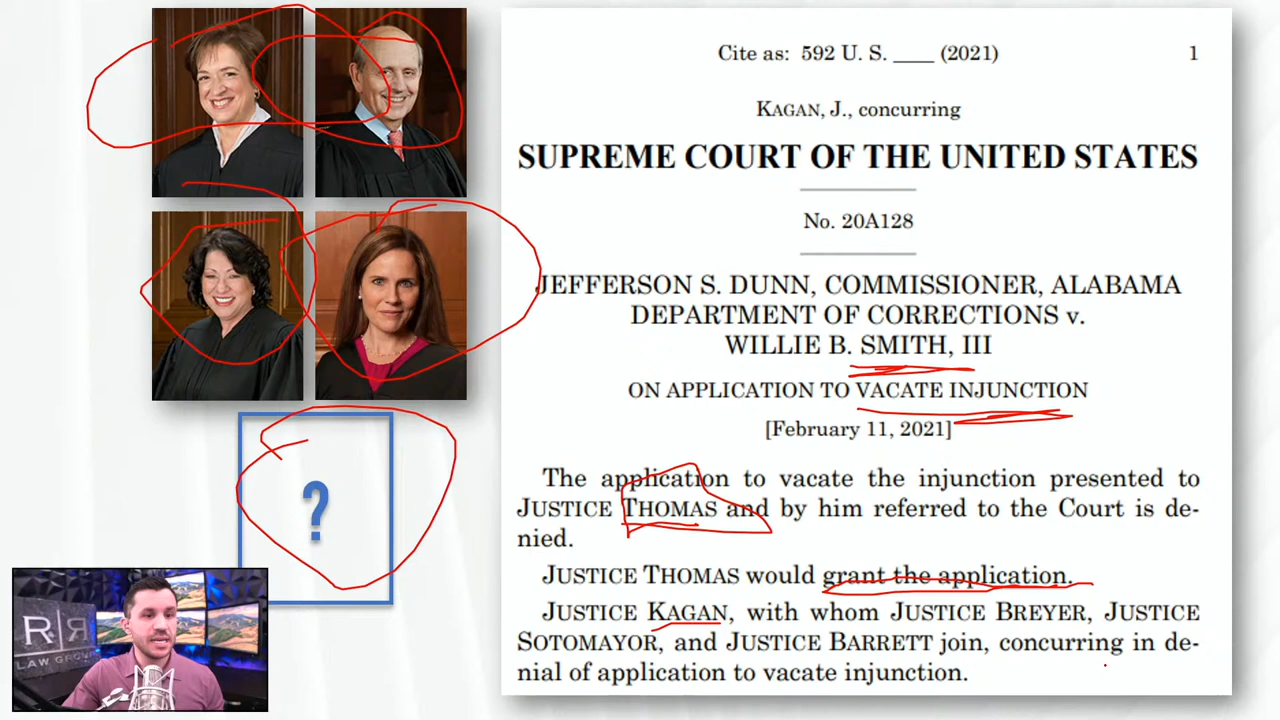 Cite as: 592 U. S. ____ (2021) 1
KAGAN, J., concurring
SUPREME COURT OF THE UNITED STATES
No. 20A128
JEFFERSON S. DUNN, COMMISSIONER, ALABAMA
DEPARTMENT OF CORRECTIONS v.
WILLIE B. SMITH, III
ON APPLICATION TO VACATE INJUNCTION
[February 11, 2021]
The application to vacate the injunction presented to
JUSTICE THOMAS and by him referred to the Court is de-
nied.
JUSTICE THOMAS would grant the application.
JUSTICE KAGAN, with whom JUSTICE BREYER, JUSTICE
SOTOMAYOR, and JUSTICE BARRETT join, concurring in de-
nial of application to vacate injunction.
?
R R
LAW GROUP